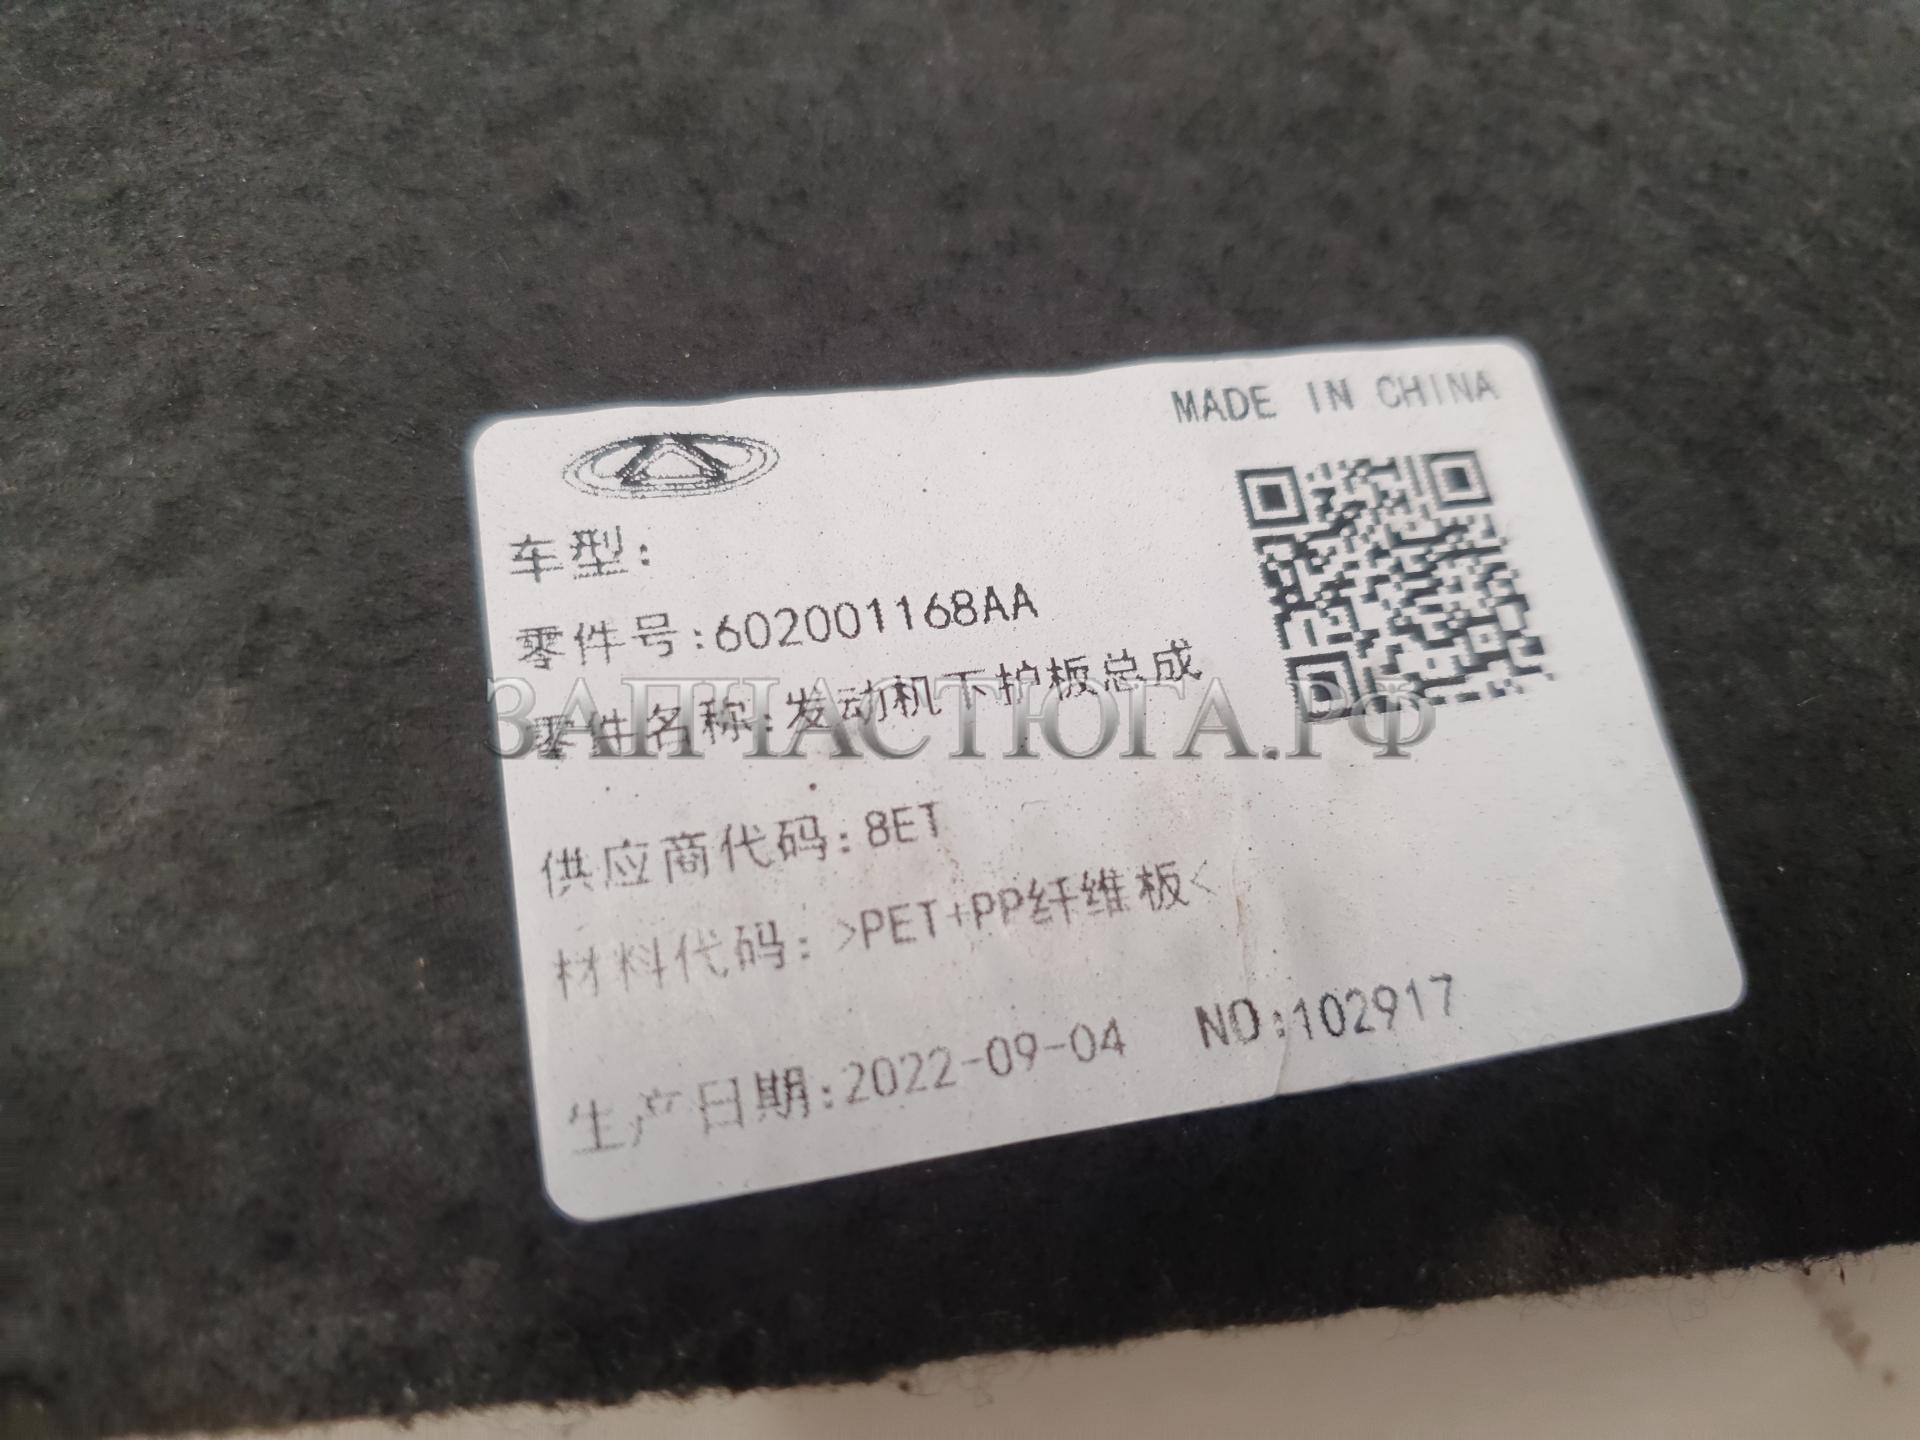 MADE IN CHINA
车型:
零件号:602001168AA
零件名称:发动机下护板总成
ЗАПЧАСТЮГА.РФ
供应商代码:8ET
材料代码: >PET+PP纤维板<
生产日期:2022-09-04 NO:102917